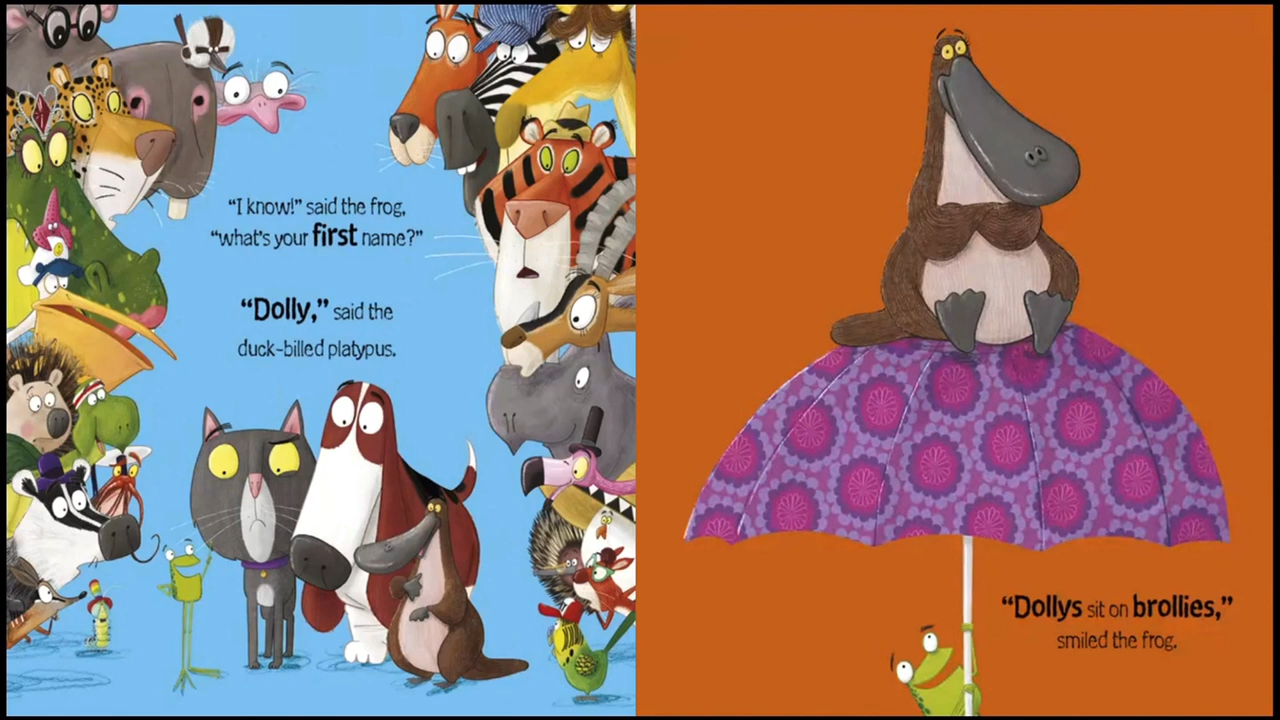 “I know!” said the frog,
“what’s your first name?”
“Dolly,” said the
duck-billed platypus.
“Dollys sit on brollies,”
smiled the frog.